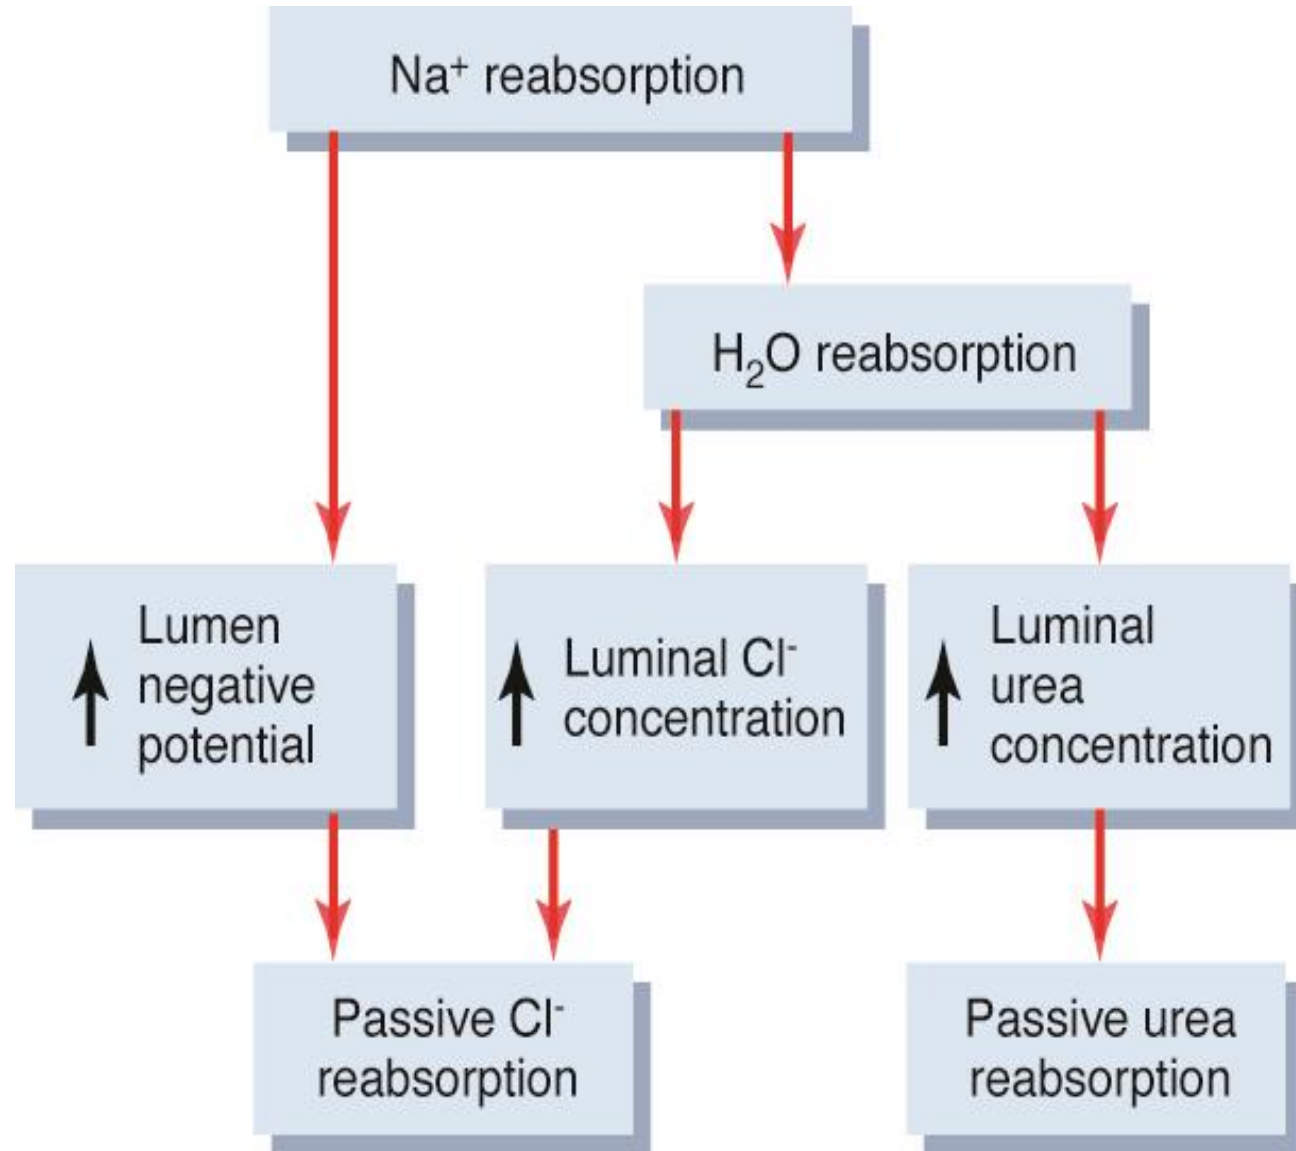 Na⁺ reabsorption
H₂O reabsorption
Lumen
negative
potential
Luminal Cl⁻
concentration
Luminal
urea
concentration
Passive Cl⁻
reabsorption
Passive urea
reabsorption